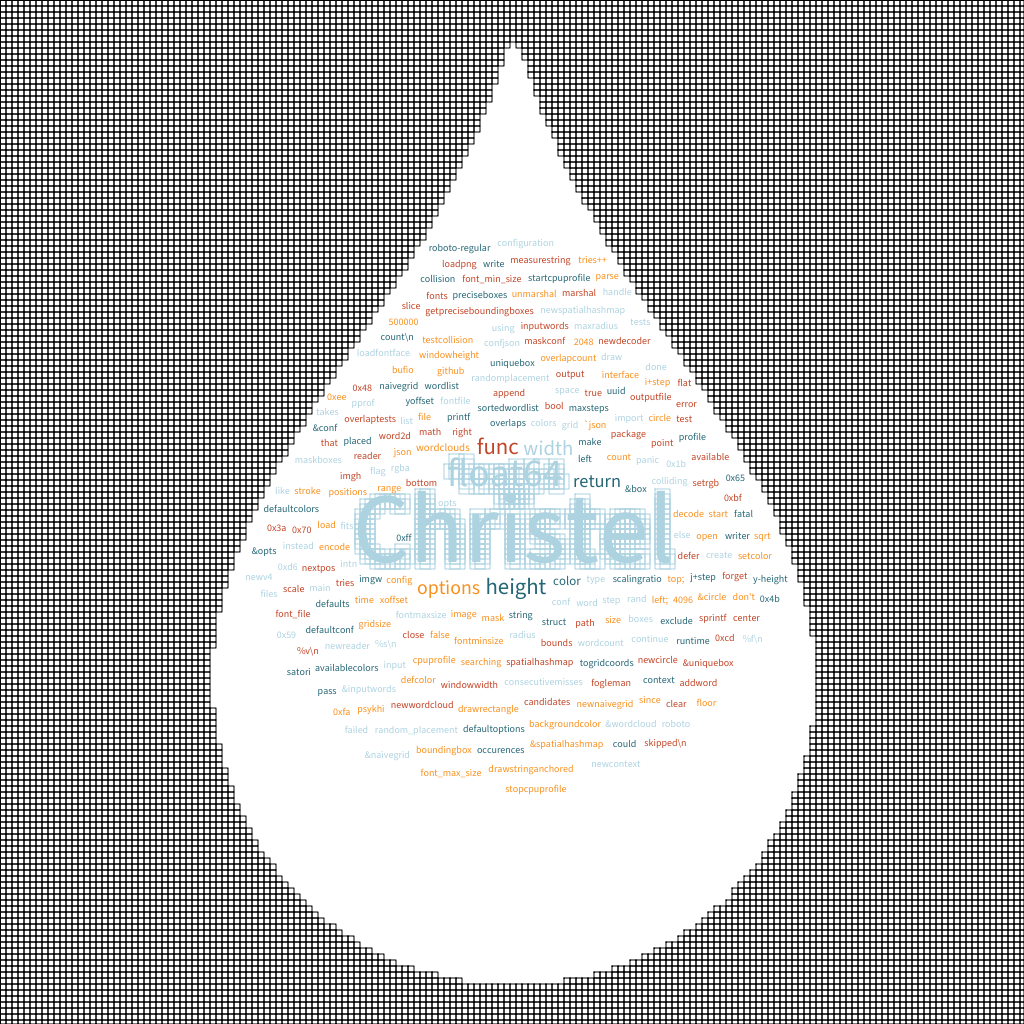 roboto-regular configuration
loadpng write measurestring tries++
collision font_min_size startcpuprofile parse
fonts preciseboxes unmarshal marshal handle
slice getpreciseboundingboxes newspatialhashmap
500000 using inputwords maxradius tests
count\n testcollision confjson maskconf 2048 newdecoder
loadfontface windowheight uniquebox overlapcount draw
bufio github randomplacement output interface done
0x48 naivegrid wordlist append space true uuid i+step flat
0xee pprof yoffset fontfile sortedwordlist bool maxsteps outputfile error
takes overlaptests list file printf overlaps colors grid `json import circle test
&conf that placed word2d math right make package point profile
maskboxes reader json wordclouds func width left count panic 0x1b available
imgh flag rgba float64 colliding setrgb 0x65
like stroke positions range bottom return &box 0xbf
defaultcolors opts decode start fatal
0x3a 0x70 load fits 0xff Christel else open writer sqrt
&opts instead encode defer create setcolor
0xd6 nextpos intn
newv4 tries imgw config options height color type scalingratio top; j+step forget y-height
files scale main
defaults time xoffset conf word step rand left; 4096 &circle don't 0x4b
font_file gridsize fontmaxsize image mask string struct path size boxes exclude sprintf center
0x59 defaultconf close false fontminsize radius bounds wordcount continue runtime 0xcd %f\n
%v\n newreader %s\n
satori availablecolors input cpuprofile searching spatialhashmap togridcoords newcircle &uniquebox
pass &inputwords defcolor windowwidth consecutivemisses fogleman context addword
0xfa psykhi newwordcloud drawrectangle candidates newnaivegrid since clear floor
failed random_placement defaultoptions backgroundcolor &wordcloud roboto
&naivegrid boundingbox occurences &spatialhashmap could skipped\n
font_max_size drawstringanchored newcontext
stopcpuprofile